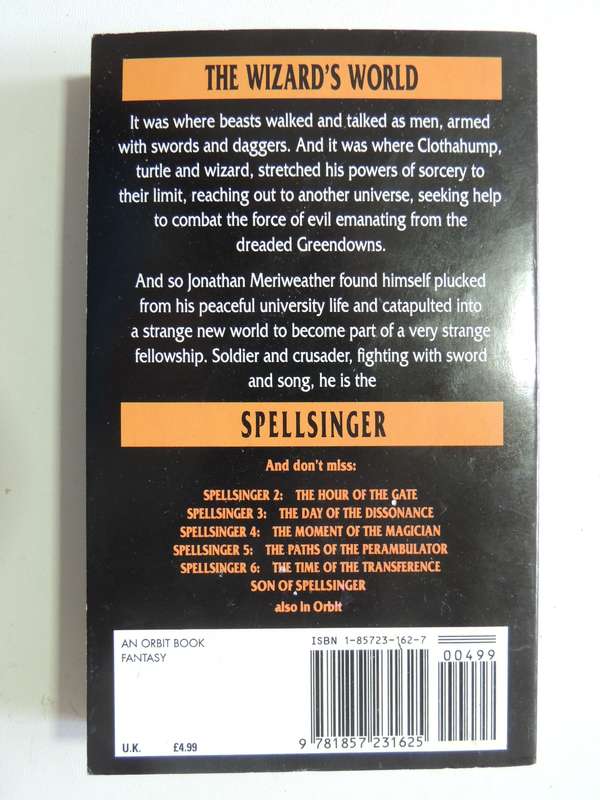 THE WIZARD'S WORLD
It was where beasts walked and talked as men, armed
with swords and daggers. And it was where Clothahump,
turtle and wizard, stretched his powers of sorcery to
their limit, reaching out to another universe, seeking help
to combat the force of evil emanating from the
dreaded Greendowns.
And so Jonathan Meriweather found himself plucked
from his peaceful university life and catapulted into
a strange new world to become part of a very strange
fellowship. Soldier and crusader, fighting with sword
and song, he is the
SPELLSINGER
And don't miss:
SPELLSINGER 2: THE HOUR OF THE GATE
SPELLSINGER 3: THE DAY OF THE DISSONANCE
SPELLSINGER 4: THE MOMENT OF THE MAGICIAN
SPELLSINGER 5: THE PATHS OF THE PERAMBULATOR
SPELLSINGER 6: THE TIME OF THE TRANSFERENCE
SON OF SPELLSINGER
also in Orbit
AN ORBIT BOOK
FANTASY
U.K. £4.99
ISBN 1-85723-162-7
00499
9 781857 231625